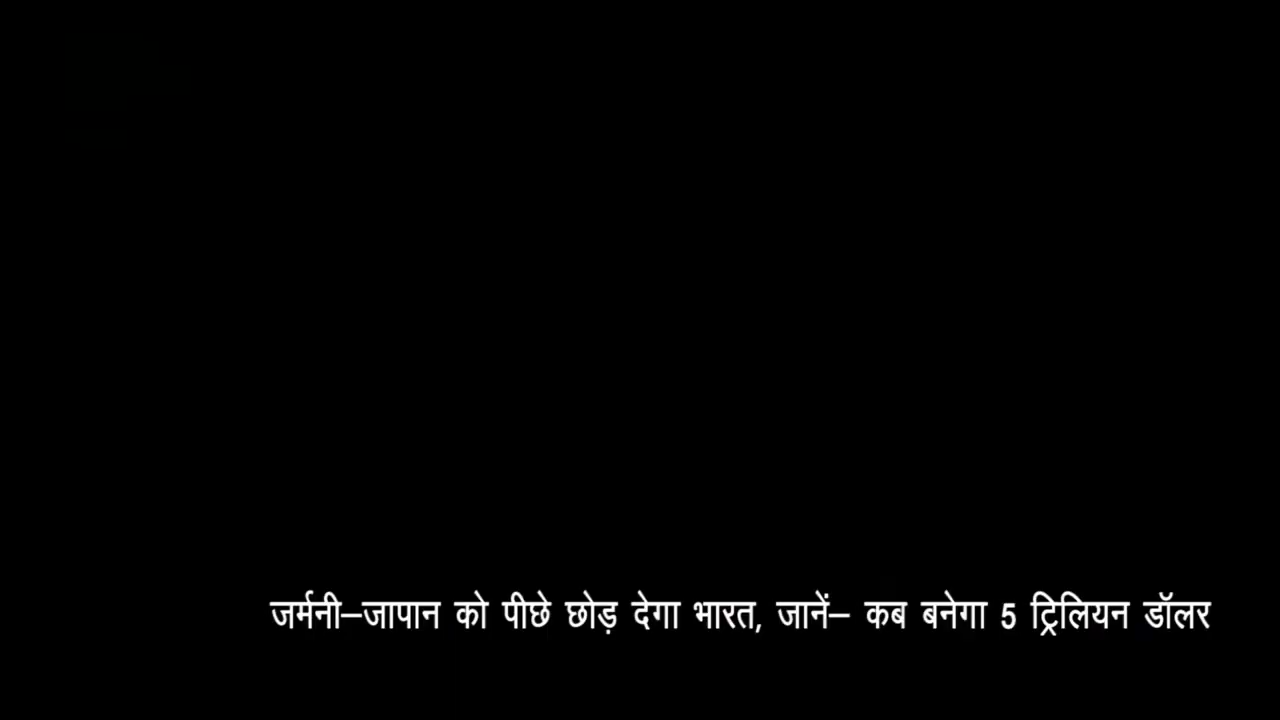 जर्मनी–जापान को पीछे छोड़ देगा भारत, जानें– कब बनेगा 5 ट्रिलियन डॉलर